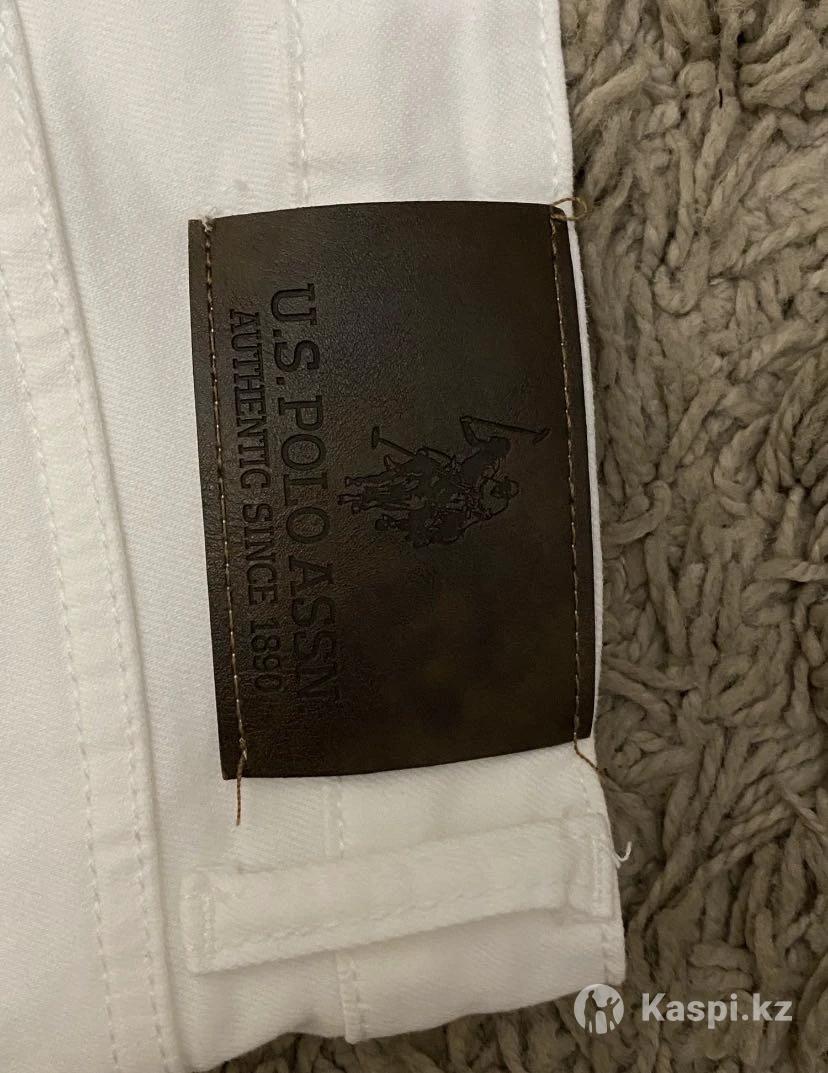 U.S. POLO ASSN.
AUTHENTIC SINCE 1890
Kaspi.kz